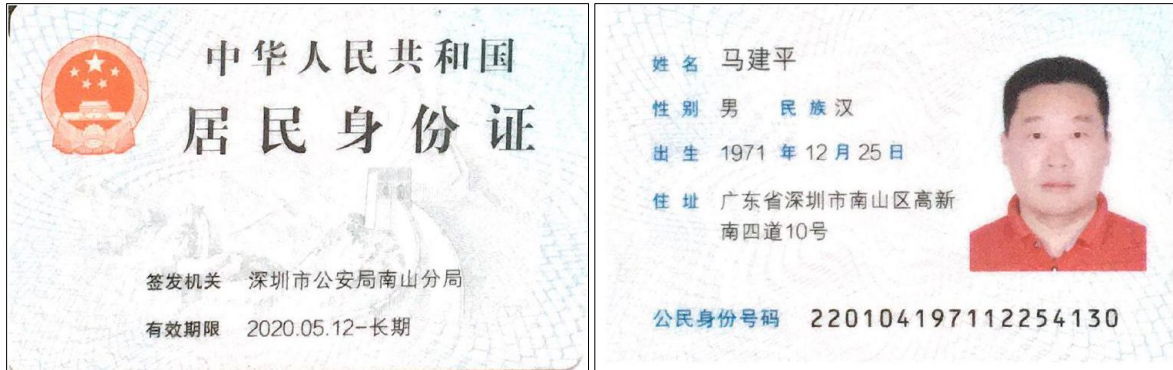 中华人民共和国
居民身份证
签发机关 深圳市公安局南山分局
有效期限 2020.05.12-长期
姓名 马建平
性别 男 民族 汉
出生 1971 年 12 月 25 日
住址 广东省深圳市南山区高新
南四道10号
公民身份号码 220104197112254130